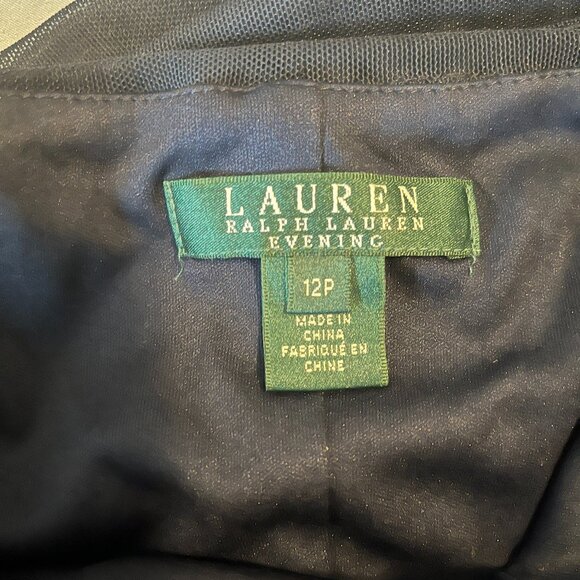 LAUREN
RALPH LAUREN
EVENING
12P
MADE IN
CHINA
FABRIQUÉ EN
CHINE